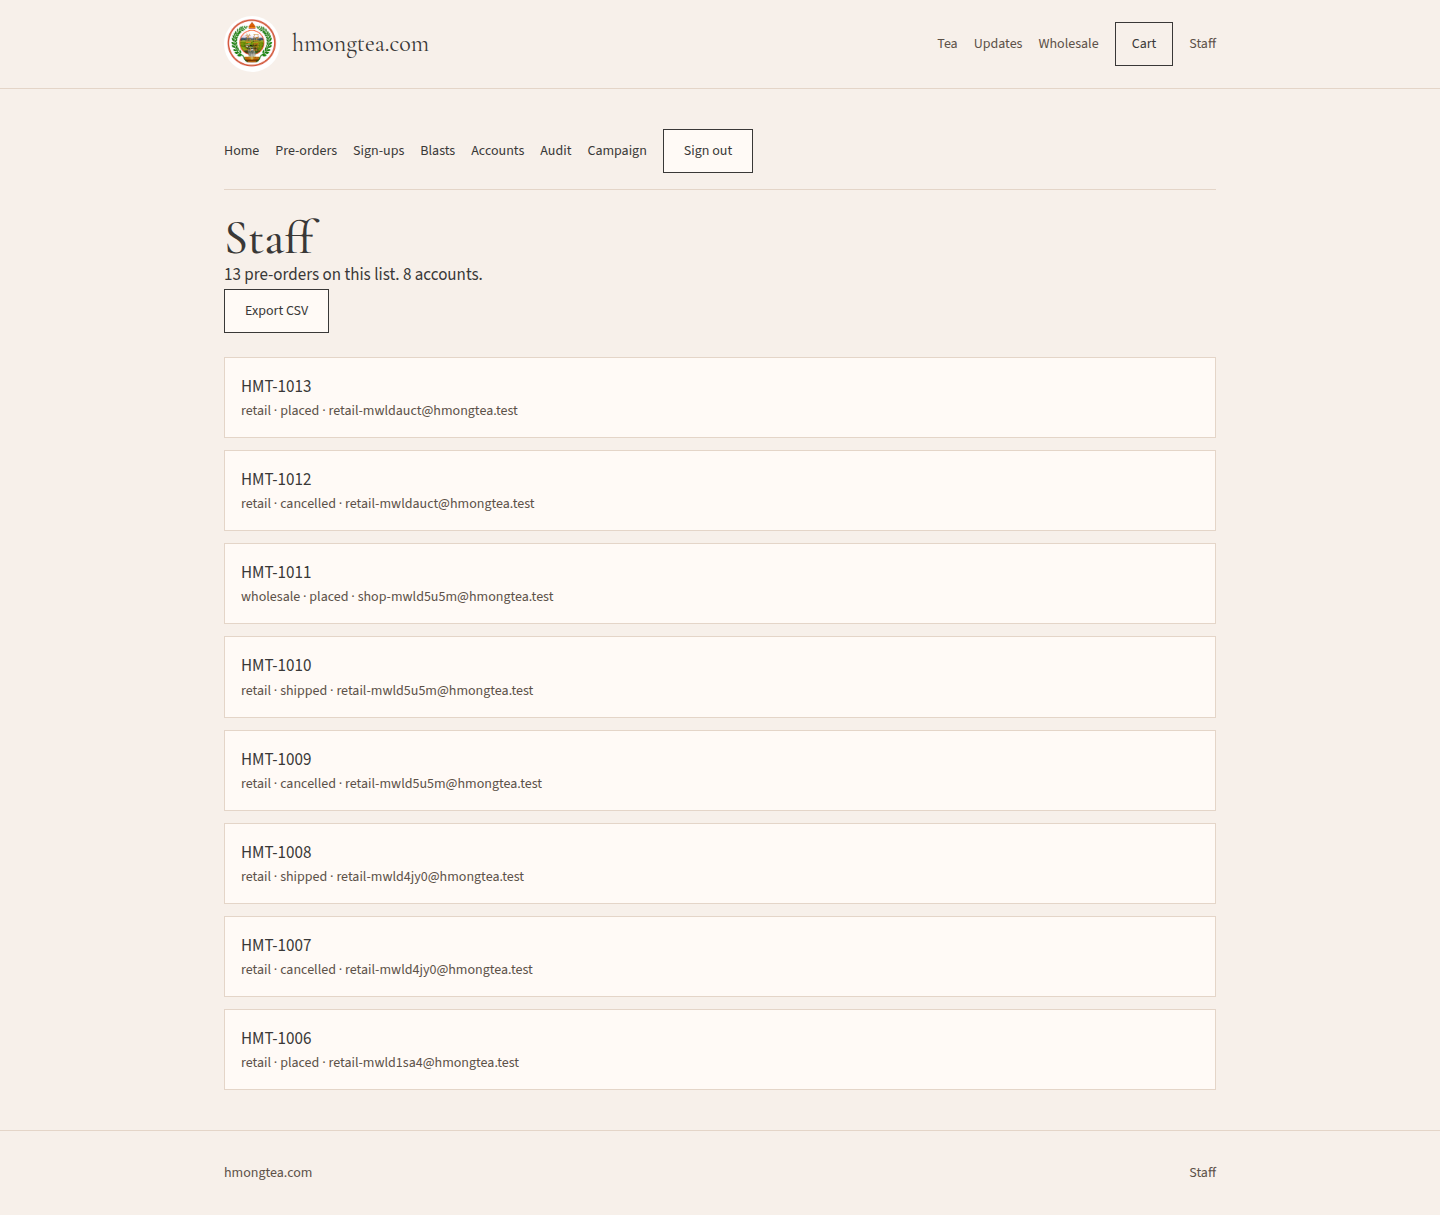 hmongtea.com
Tea Updates Wholesale Cart Staff
Home Pre-orders Sign-ups Blasts Accounts Audit Campaign Sign out
Staff
13 pre-orders on this list. 8 accounts.
Export CSV
HMT-1013
retail · placed · retail-mwldauct@hmongtea.test
HMT-1012
retail · cancelled · retail-mwldauct@hmongtea.test
HMT-1011
wholesale · placed · shop-mwld5u5m@hmongtea.test
HMT-1010
retail · shipped · retail-mwld5u5m@hmongtea.test
HMT-1009
retail · cancelled · retail-mwld5u5m@hmongtea.test
HMT-1008
retail · shipped · retail-mwld4jy0@hmongtea.test
HMT-1007
retail · cancelled · retail-mwld4jy0@hmongtea.test
HMT-1006
retail · placed · retail-mwld1sa4@hmongtea.test
hmongtea.com
Staff